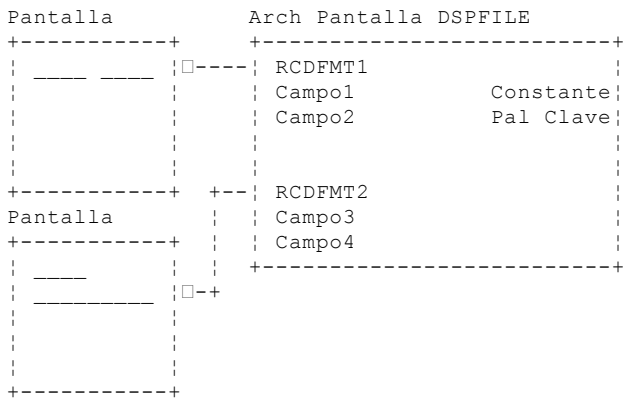 Pantalla Arch Pantalla DSPFILE
RCDFMT1
Campo1 Constante
Campo2 Pal Clave
RCDFMT2
Pantalla Campo3
Campo4